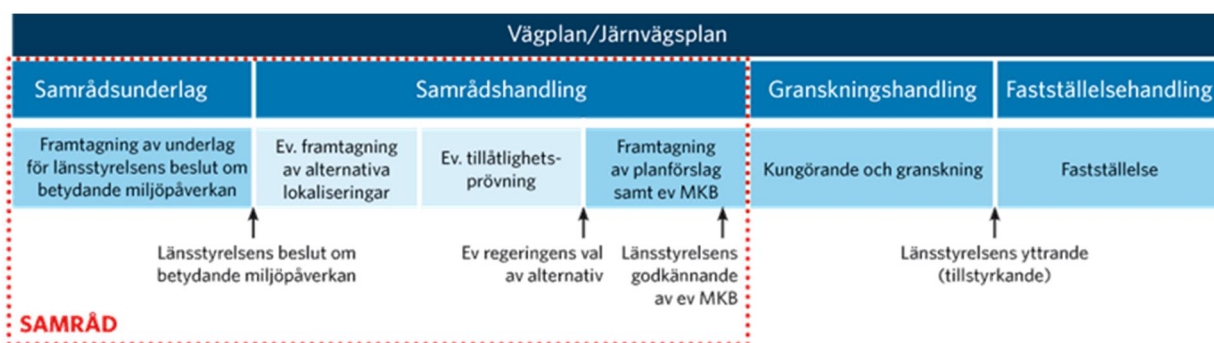 Vägplan/Järnvägsplan
Samrådsunderlag
Samrådshandling
Granskningshandling
Fastställelsehandling
Framtagning av underlag
för länsstyrelsens beslut om
betydande miljöpåverkan
Ev. framtagning
av alternativa
lokaliseringar
Ev. tillåtlighets-
prövning
Framtagning
av planförslag
samt ev MKB
Kungörande och granskning
Fastställelse
Länsstyrelsens beslut om
betydande miljöpåverkan
Ev regeringens val
av alternativ
Länsstyrelsens
godkännande
av ev MKB
Länsstyrelsens yttrande
(tillstyrkande)
SAMRÅD